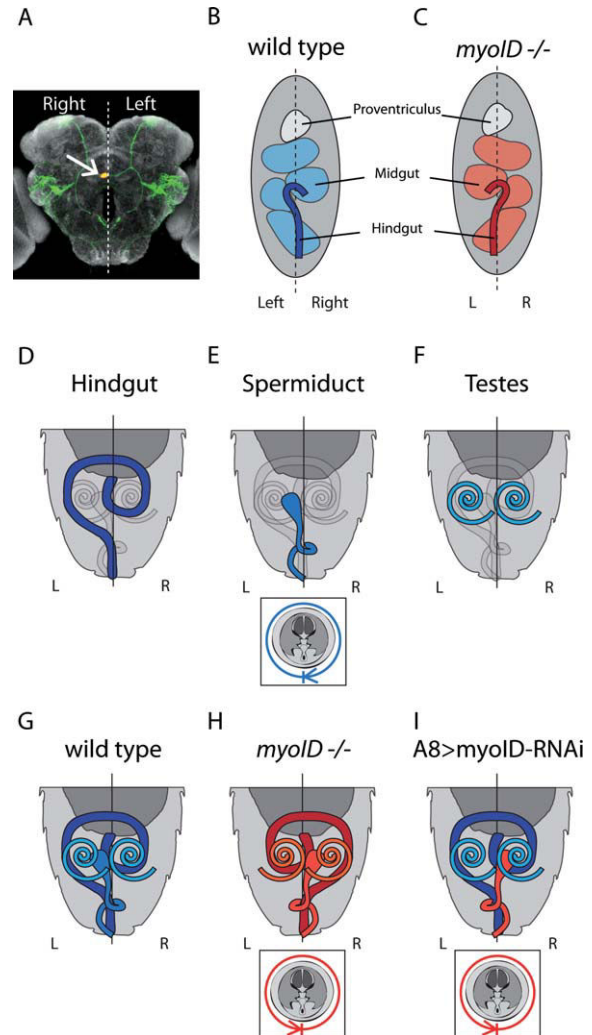 A
B
C
wild type
myoID -/-
Right
Left
Proventriculus
Midgut
Hindgut
Left
Right
L
R
D
E
F
Hindgut
Spermiduct
Testes
L
R
L
R
L
R
G
H
I
wild type
myoID -/-
A8>myoID-RNAi
L
R
L
R
L
R